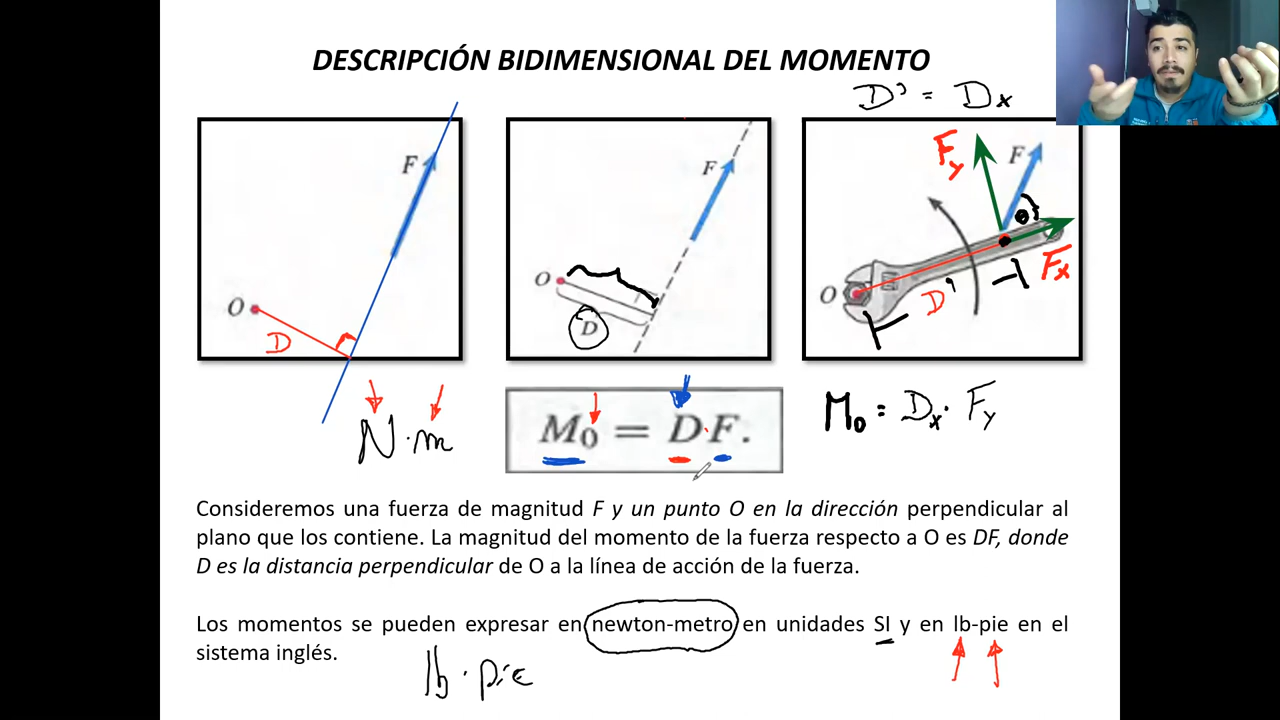 DESCRIPCIÓN BIDIMENSIONAL DEL MOMENTO
D' = Dx
F
O
D
F
O
D
Fy
F
θ
Fx
O
D'
N·m
M₀ = D·F.
M₀ = Dx · Fy
Consideremos una fuerza de magnitud F y un punto O en la dirección perpendicular al
plano que los contiene. La magnitud del momento de la fuerza respecto a O es DF, donde
D es la distancia perpendicular de O a la línea de acción de la fuerza.
Los momentos se pueden expresar en newton-metro en unidades SI y en lb-pie en el
sistema inglés.
lb · pie